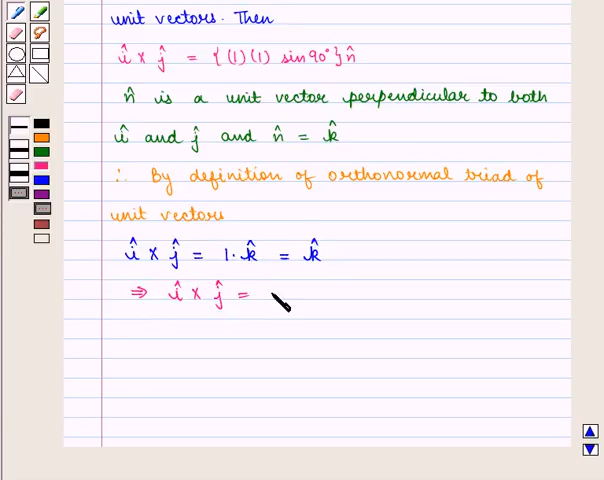 unit vectors. Then
î × ĵ = {(1)(1) sin 90°} n̂
n̂ is a unit vector perpendicular to both
î and ĵ and n̂ = k̂
∴ By definition of orthonormal triad of
unit vectors
î × ĵ = 1·k̂ = k̂
⇒ î × ĵ =